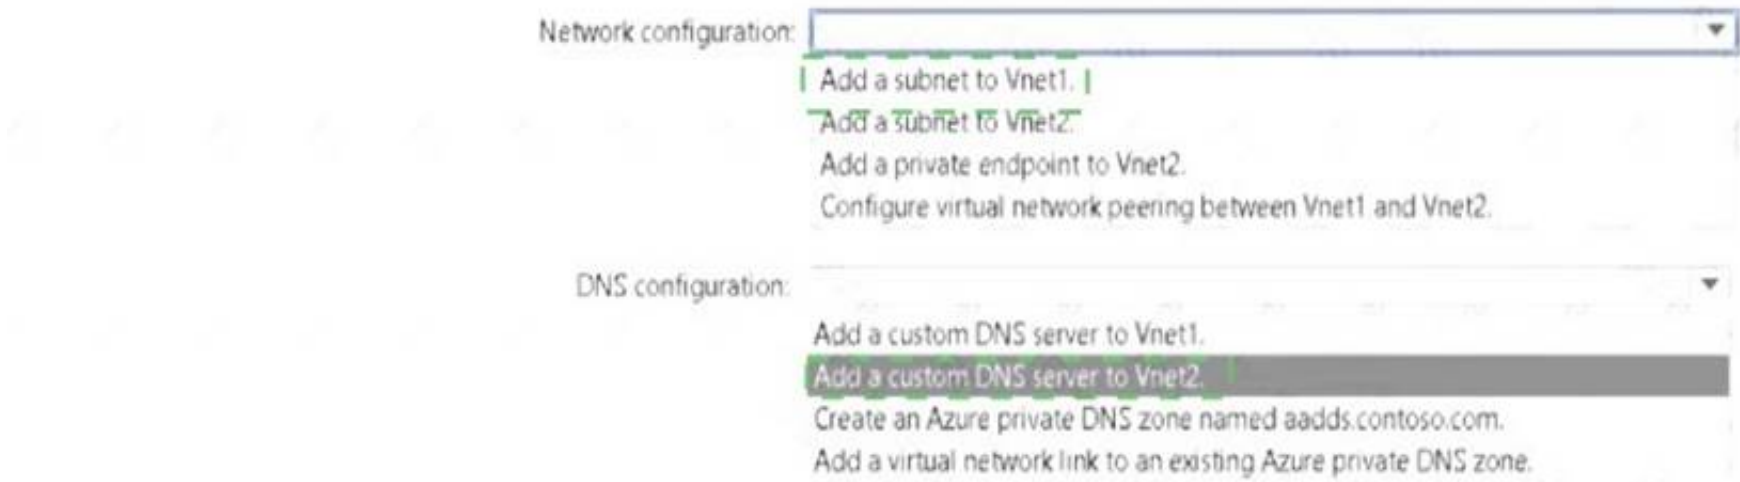 Network configuration:
Add a subnet to Vnet1.
Add a subnet to Vnet2.
Add a private endpoint to Vnet2.
Configure virtual network peering between Vnet1 and Vnet2.
DNS configuration:
Add a custom DNS server to Vnet1.
Add a custom DNS server to Vnet2.
Create an Azure private DNS zone named aadds.contoso.com.
Add a virtual network link to an existing Azure private DNS zone.